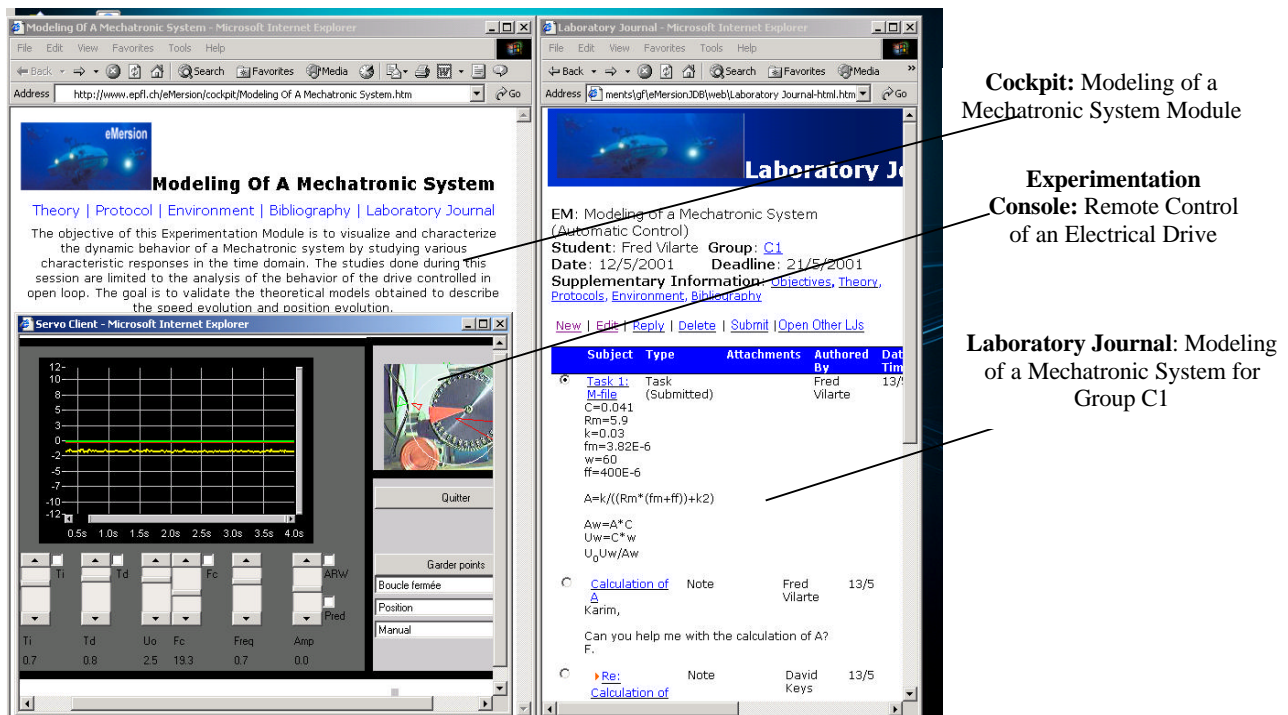 Modeling Of A Mechatronic System - Microsoft Internet Explorer
File Edit View Favorites Tools Help
Back Search Favorites Media
Address http://www.epfl.ch/eMersion/cockpit/Modeling Of A Mechatronic System.htm Go
eMersion
Modeling Of A Mechatronic System
Theory | Protocol | Environment | Bibliography | Laboratory Journal
The objective of this Experimentation Module is to visualize and characterize
the dynamic behavior of a Mechatronic system by studying various
characteristic responses in the time domain. The studies done during this
session are limited to the analysis of the behavior of the drive controlled in
open loop. The goal is to validate the theoretical models obtained to describe
the speed evolution and position evolution.
Servo Client - Microsoft Internet Explorer
12
10
8
5
3
0
-2
-5
-7
-10
-12
0.5s 1.0s 1.5s 2.0s 2.5s 3.0s 3.5s 4.0s
Ti Td Fc ARW
Pred
Ti Td Uo Fc Freq Amp
0.7 0.8 2.5 19.3 0.7 0.0
Quitter
Garder points
Boucle fermée
Position
Manual
Laboratory Journal - Microsoft Internet Explorer
File Edit View Favorites Tools Help
Back Search Favorites Media »
Address ments\gf\eMersionJDB\web\Laboratory Journal-html.htm Go
Laboratory Jo
EM: Modeling of a Mechatronic System
(Automatic Control)
Student: Fred Vilarte Group: C1
Date: 12/5/2001 Deadline: 21/5/2001
Supplementary Information: Objectives, Theory,
Protocols, Environment, Bibliography
New | Edit | Reply | Delete | Submit |Open Other LJs
Subject Type Attachments Authored Dat
By Tim
Task 1: Task Fred 13/5
M-file (Submitted) Vilarte
C=0.041
Rm=5.9
k=0.03
fm=3.82E-6
w=60
ff=400E-6
A=k/((Rm*(fm+ff))+k2)
Aw=A*C
Uw=C*w
U0Uw/Aw
Calculation of Note Fred 13/5
A Vilarte
Karim,
Can you help me with the calculation of A?
F.
Re: Note David 13/5
Calculation of Keys
Cockpit: Modeling of a
Mechatronic System Module
Experimentation
Console: Remote Control
of an Electrical Drive
Laboratory Journal: Modeling
of a Mechatronic System for
Group C1